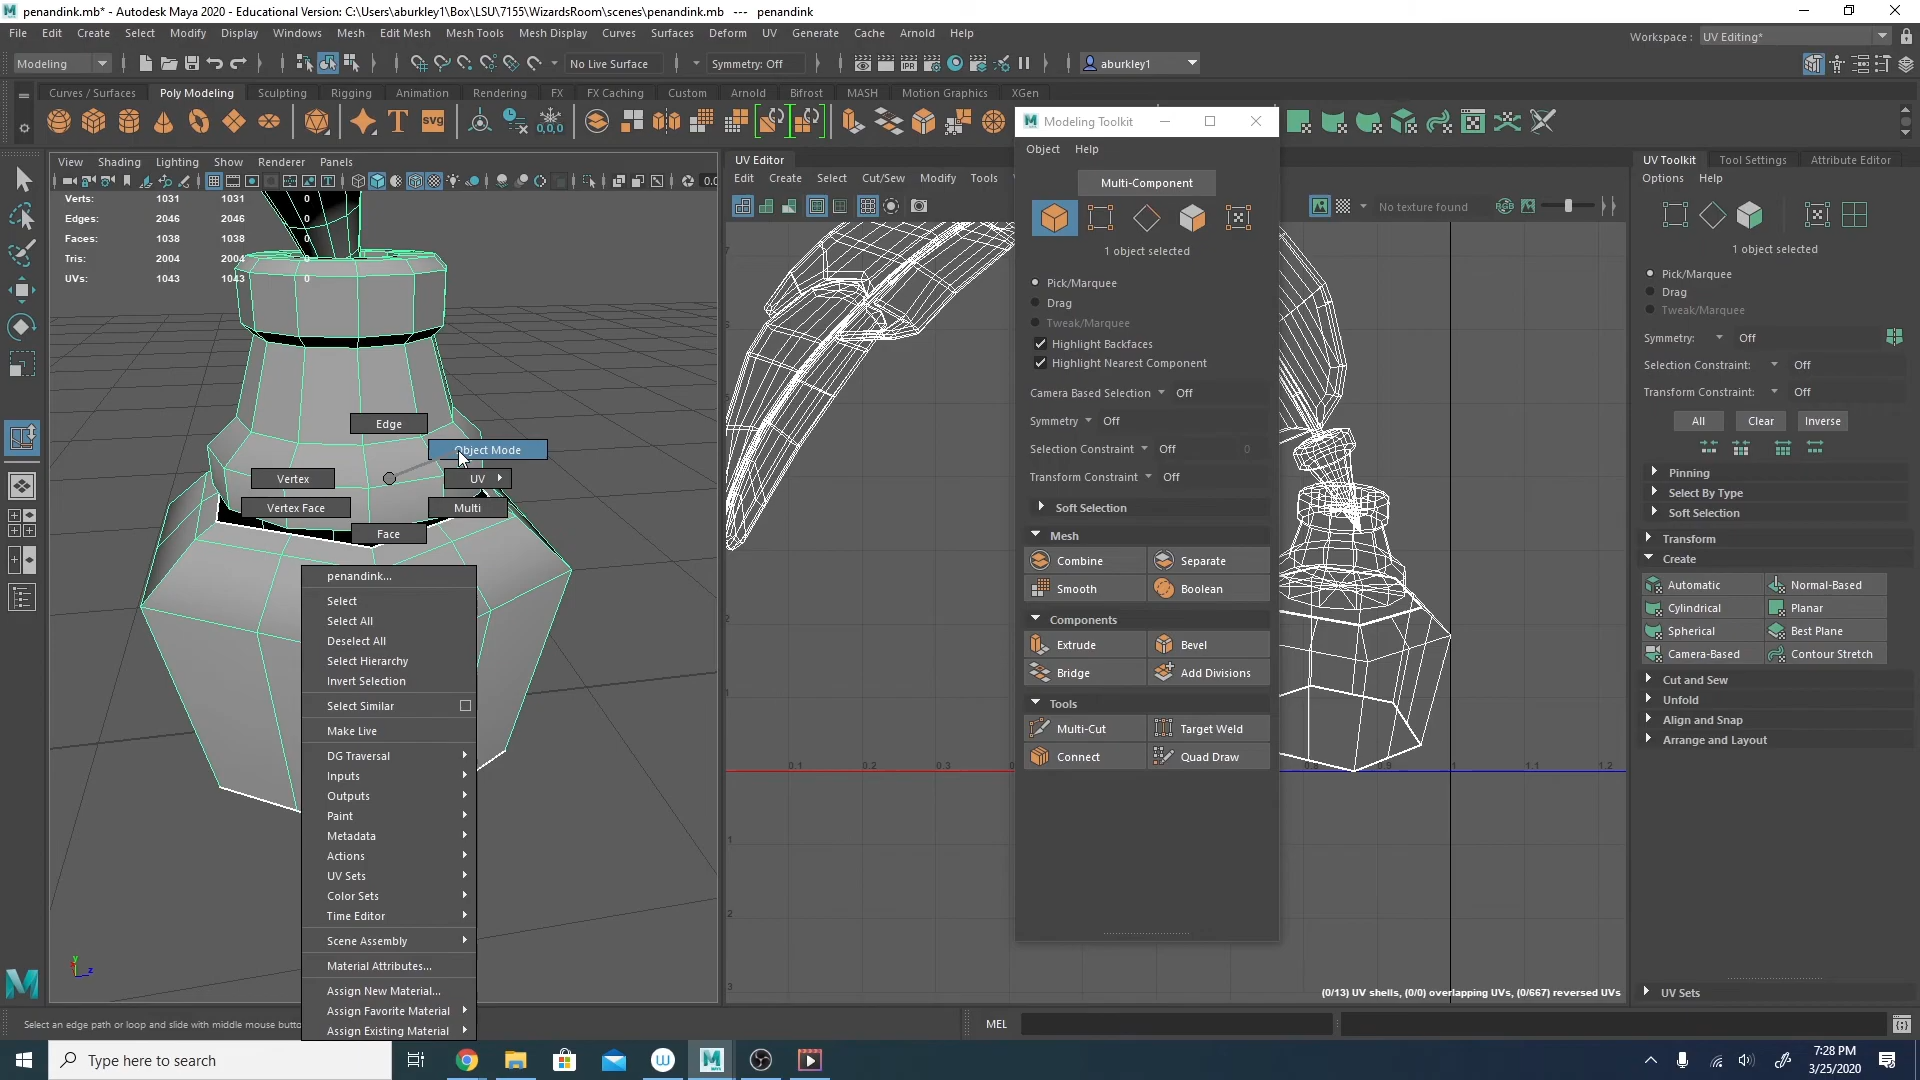 penandink.mb* - Autodesk Maya 2020 - Educational Version: C:\Users\aburkley1\Box\LSU\7155\WizardsRoom\scenes\penandink.mb --- penandink
File Edit Create Select Modify Display Windows Mesh Edit Mesh Mesh Tools Mesh Display Curves Surfaces Deform UV Generate Cache Arnold Help
Workspace : UV Editing*
Modeling
No Live Surface
Symmetry: Off
aburkley1
Curves / Surfaces Poly Modeling Sculpting Rigging Animation Rendering FX FX Caching Custom Arnold Bifrost MASH Motion Graphics XGen
View Shading Lighting Show Renderer Panels
Verts: 1031 1031 0
Edges: 2046 2046 0
Faces: 1038 1038 0
Tris: 2004 2004 0
UVs: 1043 1043 0
Edge
Object Mode
Vertex
UV
Vertex Face
Multi
Face
penandink...
Select
Select All
Deselect All
Select Hierarchy
Invert Selection
Select Similar
Make Live
DG Traversal
Inputs
Outputs
Paint
Metadata
Actions
UV Sets
Color Sets
Time Editor
Scene Assembly
Material Attributes...
Assign New Material...
Assign Favorite Material
Assign Existing Material
UV Editor
Edit Create Select Cut/Sew Modify Tools
No texture found
0.1 0.2 0.3
0.9 1 1.1 1.2
(0/13) UV shells, (0/0) overlapping UVs, (0/667) reversed UVs
Modeling Toolkit
Object Help
Multi-Component
1 object selected
Pick/Marquee
Drag
Tweak/Marquee
Highlight Backfaces
Highlight Nearest Component
Camera Based Selection Off
Symmetry Off
Selection Constraint Off 0
Transform Constraint Off
Soft Selection
Mesh
Combine Separate
Smooth Boolean
Components
Extrude Bevel
Bridge Add Divisions
Tools
Multi-Cut Target Weld
Connect Quad Draw
UV Toolkit Tool Settings Attribute Editor
Options Help
1 object selected
Pick/Marquee
Drag
Tweak/Marquee
Symmetry: Off
Selection Constraint: Off
Transform Constraint: Off
All Clear Inverse
Pinning
Select By Type
Soft Selection
Transform
Create
Automatic Normal-Based
Cylindrical Planar
Spherical Best Plane
Camera-Based Contour Stretch
Cut and Sew
Unfold
Align and Snap
Arrange and Layout
UV Sets
Select an edge path or loop and slide with middle mouse
MEL
Type here to search
7:28 PM
3/25/2020